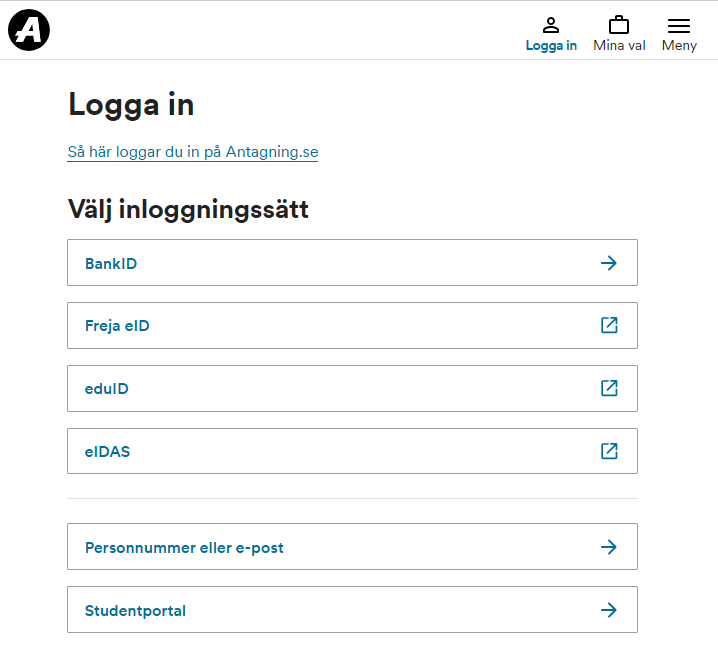 A
Logga in
Mina val
Meny
Logga in
Så här loggar du in på Antagning.se
Välj inloggningssätt
BankID
Freja eID
eduID
eIDAS
Personnummer eller e-post
Studentportal